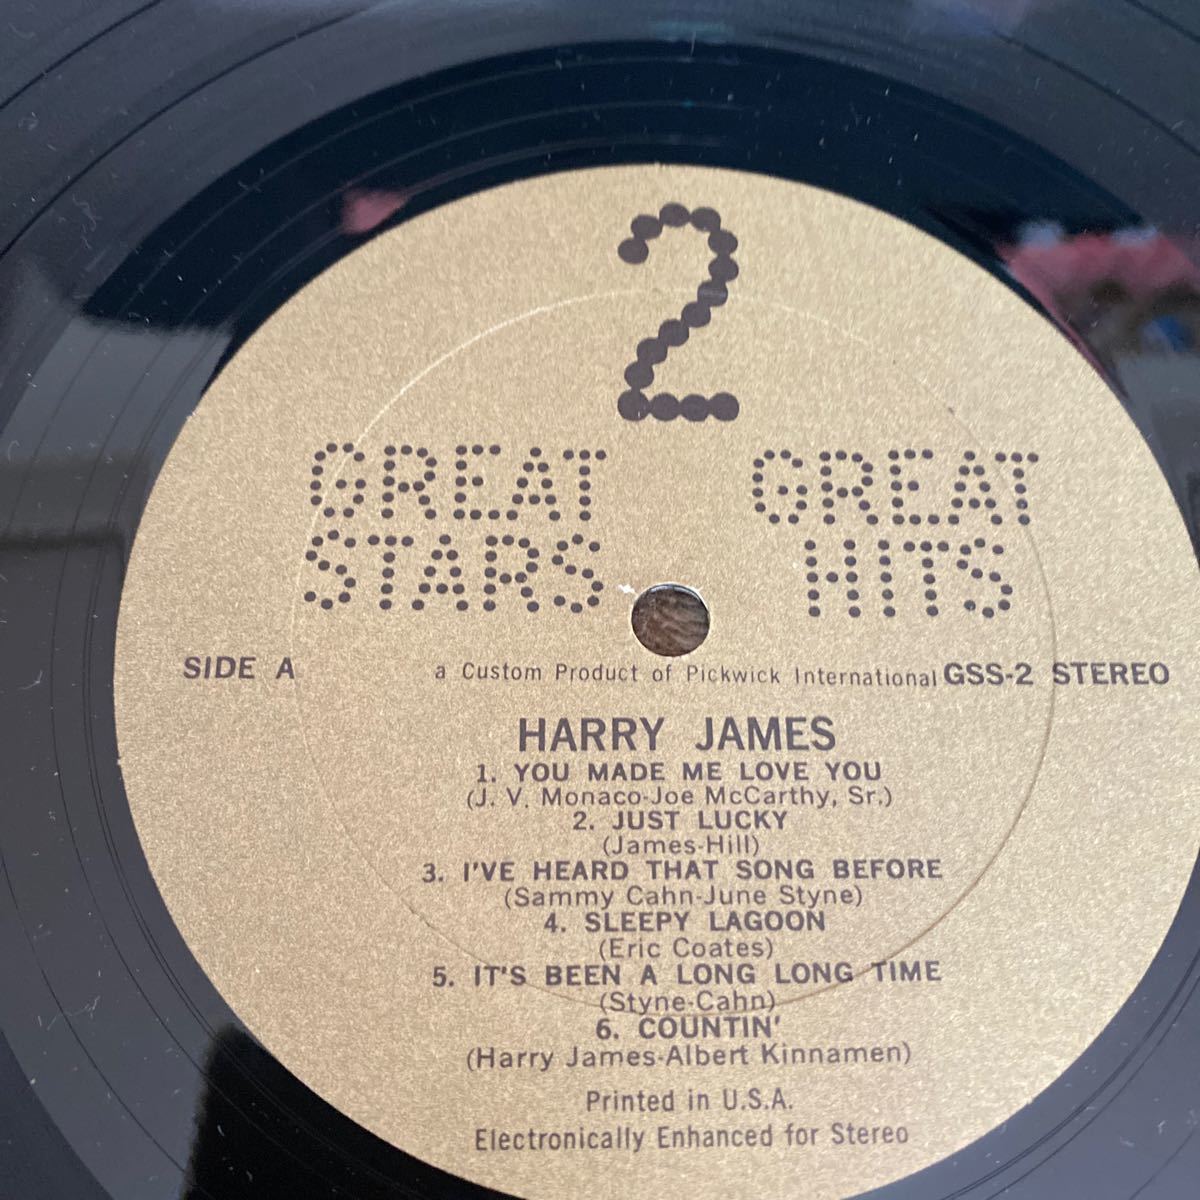 2
GREAT GREAT
STARS HITS
SIDE A a Custom Product of Pickwick International GSS-2 STEREO
HARRY JAMES
1. YOU MADE ME LOVE YOU
(J. V. Monaco-Joe McCarthy, Sr.)
2. JUST LUCKY
(James-Hill)
3. I'VE HEARD THAT SONG BEFORE
(Sammy Cahn-June Styne)
4. SLEEPY LAGOON
(Eric Coates)
5. IT'S BEEN A LONG LONG TIME
(Styne-Cahn)
6. COUNTIN'
(Harry James-Albert Kinnamen)
Printed in U.S.A.
Electronically Enhanced for Stereo